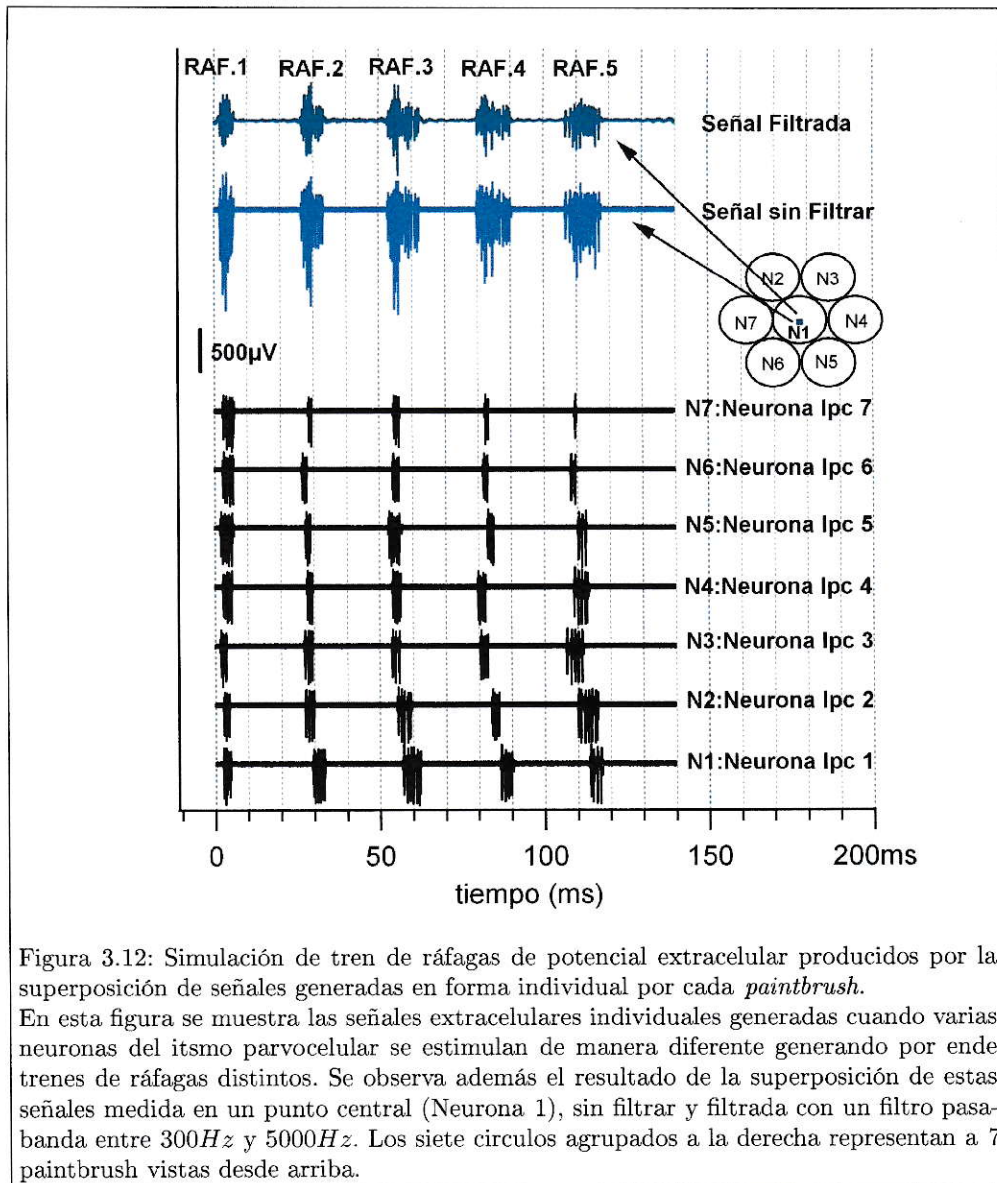 RAF.1 RAF.2 RAF.3 RAF.4 RAF.5
Señal Filtrada
Señal sin Filtrar
N2 N3
N7 N1 N4
N6 N5
500µV
N7:Neurona Ipc 7
N6:Neurona Ipc 6
N5:Neurona Ipc 5
N4:Neurona Ipc 4
N3:Neurona Ipc 3
N2:Neurona Ipc 2
N1:Neurona Ipc 1
0 50 100 150 200ms
tiempo (ms)
Figura 3.12: Simulación de tren de ráfagas de potencial extracelular producidos por la
superposición de señales generadas en forma individual por cada paintbrush.
En esta figura se muestra las señales extracelulares individuales generadas cuando varias
neuronas del itsmo parvocelular se estimulan de manera diferente generando por ende
trenes de ráfagas distintos. Se observa además el resultado de la superposición de estas
señales medida en un punto central (Neurona 1), sin filtrar y filtrada con un filtro pasa-
banda entre 300Hz y 5000Hz. Los siete circulos agrupados a la derecha representan a 7
paintbrush vistas desde arriba.